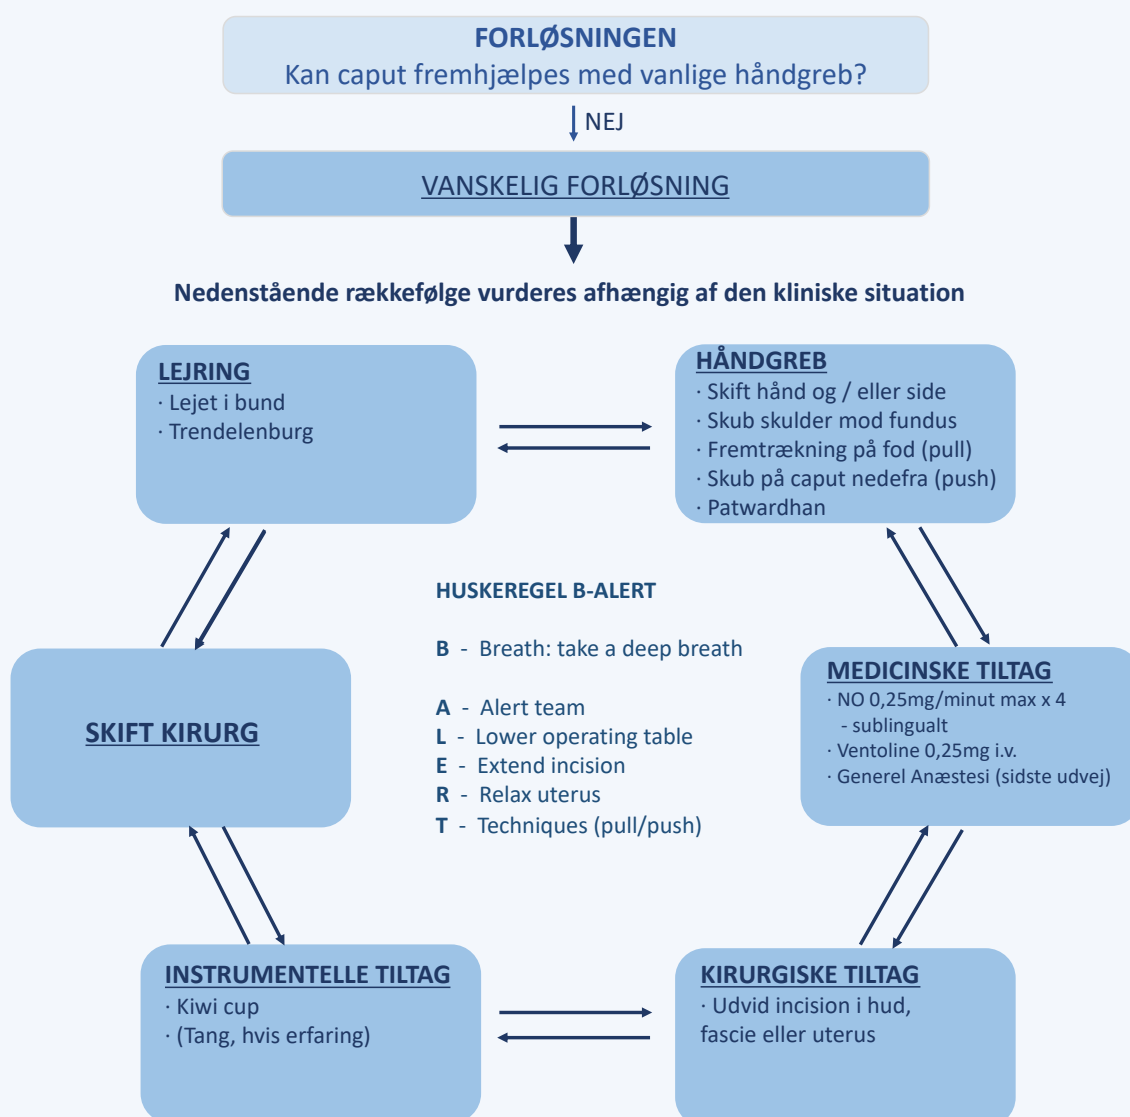 FORLØSNINGEN
Kan caput fremhjælpes med vanlige håndgreb?
NEJ
VANSKELIG FORLØSNING
Nedenstående rækkefølge vurderes afhængig af den kliniske situation
LEJRING
· Lejet i bund
· Trendelenburg
HÅNDGREB
· Skift hånd og / eller side
· Skub skulder mod fundus
· Fremtrækning på fod (pull)
· Skub på caput nedefra (push)
· Patwardhan
HUSKEREGEL B-ALERT
B - Breath: take a deep breath
A - Alert team
L - Lower operating table
E - Extend incision
R - Relax uterus
T - Techniques (pull/push)
SKIFT KIRURG
MEDICINSKE TILTAG
· NO 0,25mg/minut max x 4
- sublingualt
· Ventoline 0,25mg i.v.
· Generel Anæstesi (sidste udvej)
INSTRUMENTELLE TILTAG
· Kiwi cup
· (Tang, hvis erfaring)
KIRURGISKE TILTAG
· Udvid incision i hud,
fascie eller uterus